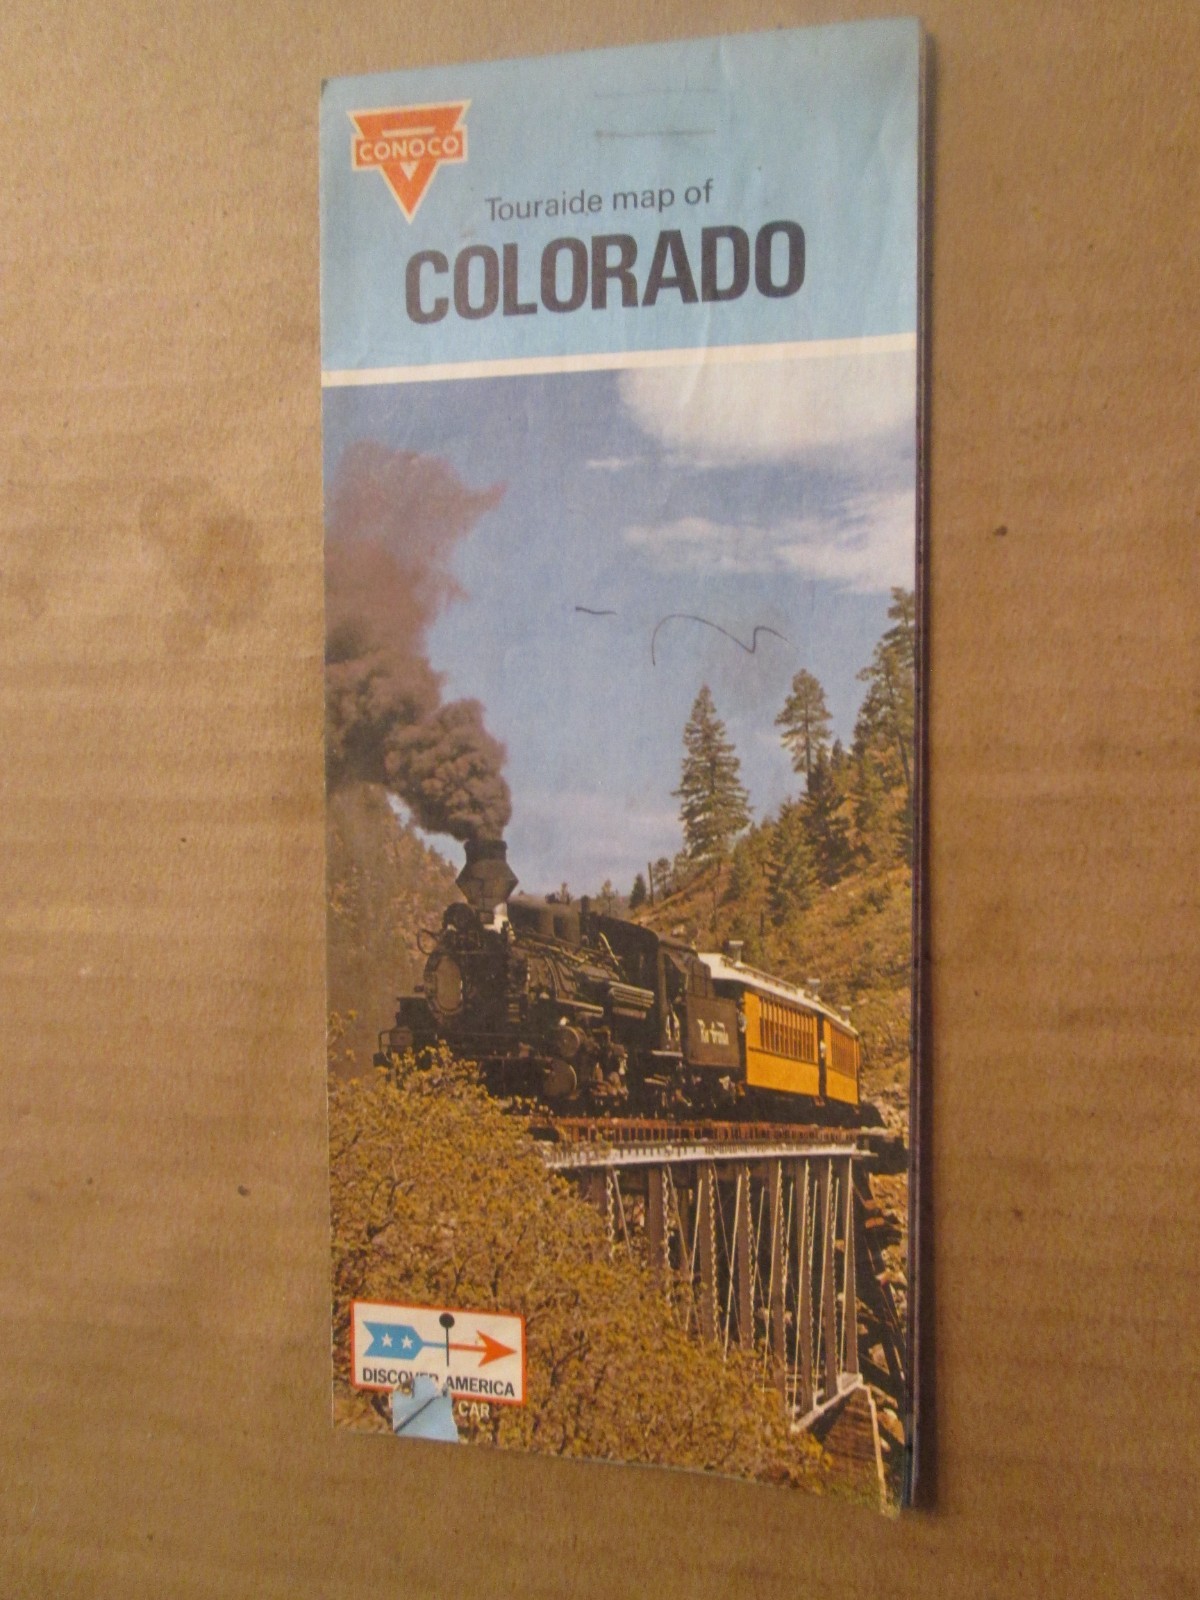 CONOCO
Touraide map of
COLORADO
DISCOVER AMERICA
CAR